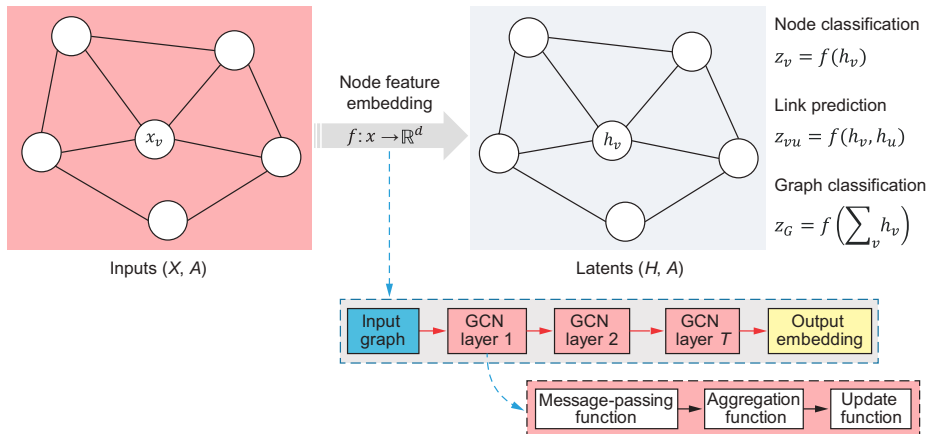 Node feature
embedding
f: x → ℝ^d
x_v
h_v
Inputs (X, A)
Latents (H, A)
Node classification
z_v = f(h_v)
Link prediction
z_vu = f(h_v, h_u)
Graph classification
z_G = f(∑_v h_v)
Input
graph
GCN
layer 1
GCN
layer 2
GCN
layer T
Output
embedding
Message-passing
function
Aggregation
function
Update
function